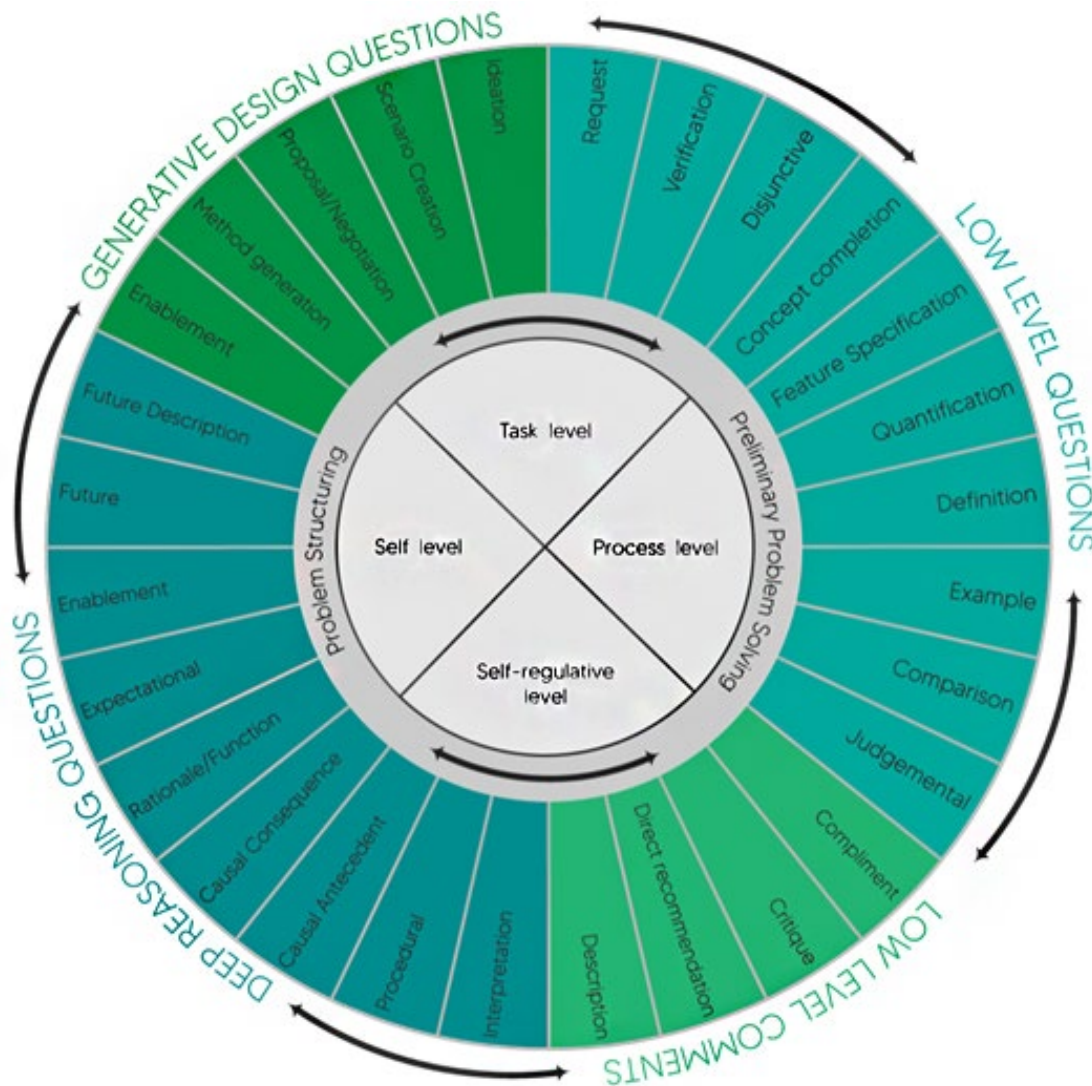 GENERATIVE DESIGN QUESTIONS
Enablement
Method generation
Proposal/Negotiation
Scenario Creation
Ideation
Request
Verification
Disjunctive
Concept completion
Feature Specification
Quantification
Definition
Example
Comparison
Judgemental
LOW LEVEL QUESTIONS
Compliment
Critique
Direct recommendation
Description
LOW LEVEL COMMENTS
Interpretation
Procedural
Causal Antecedent
Causal Consequence
Rationale/Function
Expectational
Enablement
Future
Future Description
DEEP REASONING QUESTIONS
Problem Structuring
Preliminary Problem Solving
Task level
Self level
Process level
Self-regulative
level